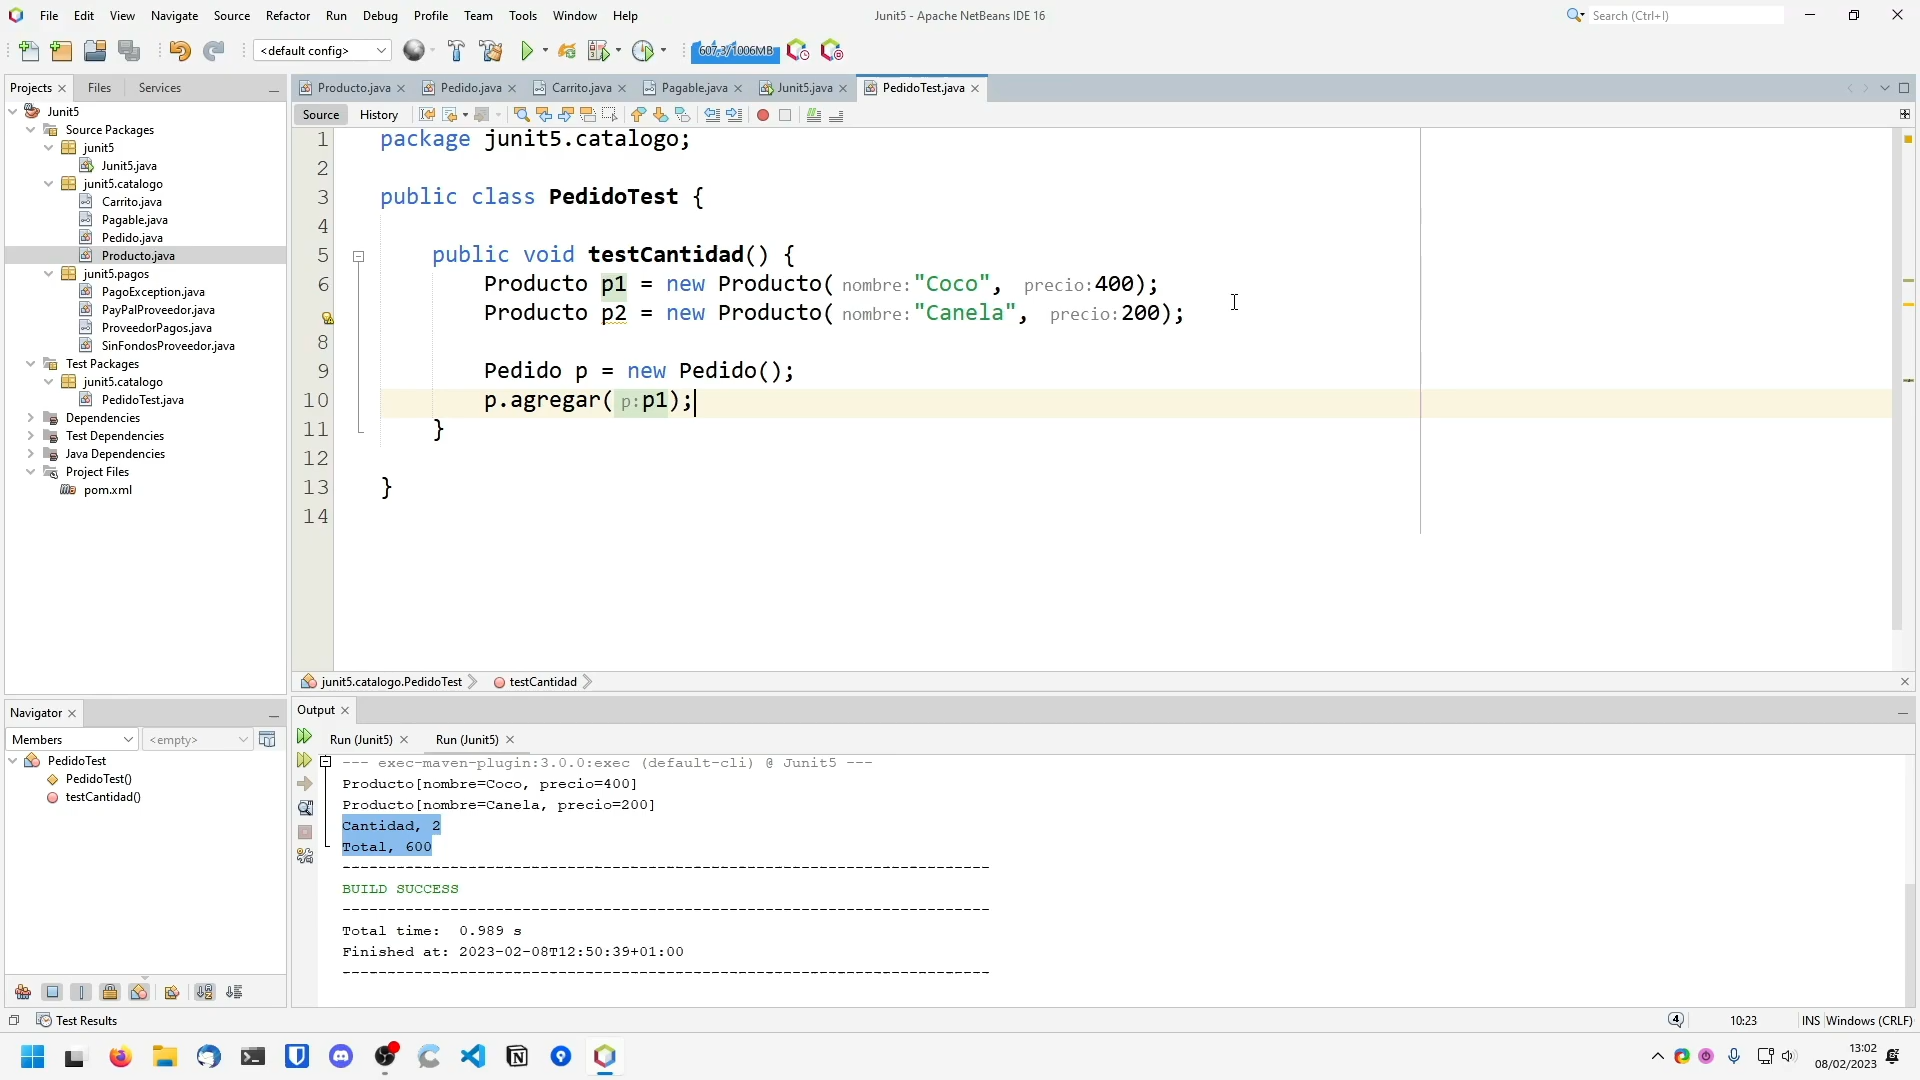 File Edit View Navigate Source Refactor Run Debug Profile Team Tools Window Help
Junit5 - Apache NetBeans IDE 16
Search (Ctrl+I)
<default config>
607,3/1006MB
Projects Files Services
Junit5
Source Packages
junit5
Junit5.java
junit5.catalogo
Carrito.java
Pagable.java
Pedido.java
Producto.java
junit5.pagos
PagoException.java
PayPalProveedor.java
ProveedorPagos.java
SinFondosProveedor.java
Test Packages
junit5.catalogo
PedidoTest.java
Dependencies
Test Dependencies
Java Dependencies
Project Files
pom.xml
Producto.java Pedido.java Carrito.java Pagable.java Junit5.java PedidoTest.java
Source History
1 package junit5.catalogo;
2
3 public class PedidoTest {
4
5 public void testCantidad() {
6 Producto p1 = new Producto( nombre: "Coco", precio: 400);
Producto p2 = new Producto( nombre: "Canela", precio: 200);
8
9 Pedido p = new Pedido();
10 p.agregar( p: p1);
11 }
12
13 }
14
junit5.catalogo.PedidoTest testCantidad
Navigator
Members <empty>
PedidoTest
PedidoTest()
testCantidad()
Output
Run (Junit5) Run (Junit5)
--- exec-maven-plugin:3.0.0:exec (default-cli) @ Junit5 ---
Producto[nombre=Coco, precio=400]
Producto[nombre=Canela, precio=200]
Cantidad, 2
Total, 600
------------------------------------------------------------------------
BUILD SUCCESS
------------------------------------------------------------------------
Total time:  0.989 s
Finished at: 2023-02-08T12:50:39+01:00
------------------------------------------------------------------------
Test Results
4
10:23
INS Windows (CRLF)
13:02
08/02/2023